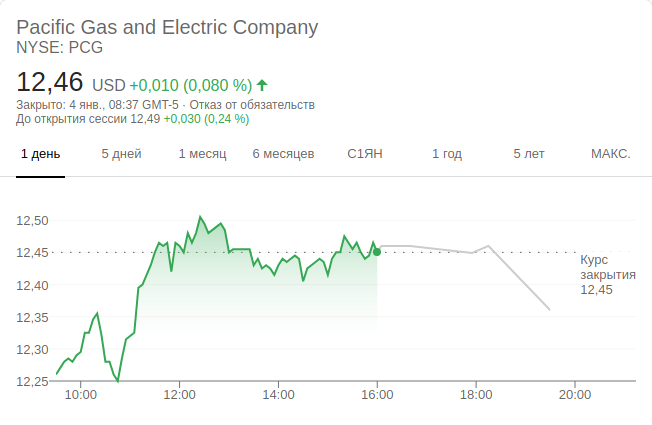 Pacific Gas and Electric Company
NYSE: PCG
12,46 USD +0,010 (0,080 %)
Закрыто: 4 янв., 08:37 GMT-5 · Отказ от обязательств
До открытия сессии 12,49 +0,030 (0,24 %)
1 день 5 дней 1 месяц 6 месяцев С1ЯН 1 год 5 лет МАКС.
12,50
12,45
Курс
закрытия
12,45
12,40
12,35
12,30
12,25
10:00 12:00 14:00 16:00 18:00 20:00